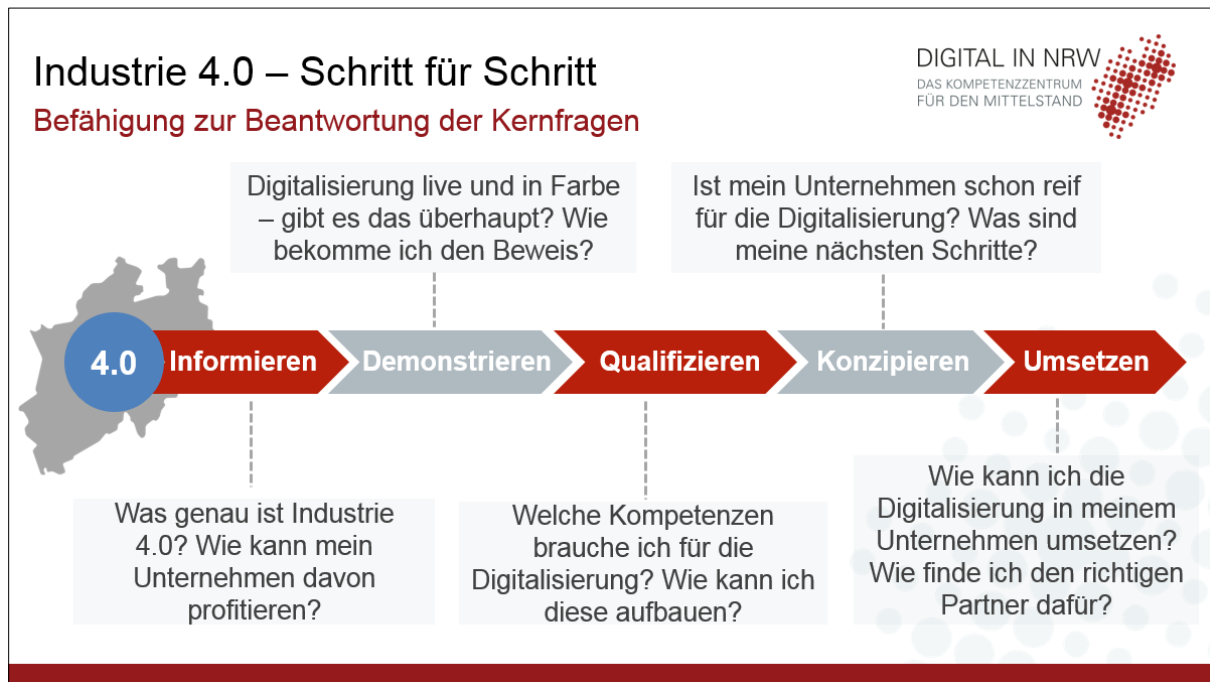 Industrie 4.0 – Schritt für Schritt
Befähigung zur Beantwortung der Kernfragen
DIGITAL IN NRW
DAS KOMPETENZZENTRUM
FÜR DEN MITTELSTAND
Digitalisierung live und in Farbe
– gibt es das überhaupt? Wie
bekomme ich den Beweis?
Ist mein Unternehmen schon reif
für die Digitalisierung? Was sind
meine nächsten Schritte?
4.0
Informieren
Demonstrieren
Qualifizieren
Konzipieren
Umsetzen
Was genau ist Industrie
4.0? Wie kann mein
Unternehmen davon
profitieren?
Welche Kompetenzen
brauche ich für die
Digitalisierung? Wie kann ich
diese aufbauen?
Wie kann ich die
Digitalisierung in meinem
Unternehmen umsetzen?
Wie finde ich den richtigen
Partner dafür?